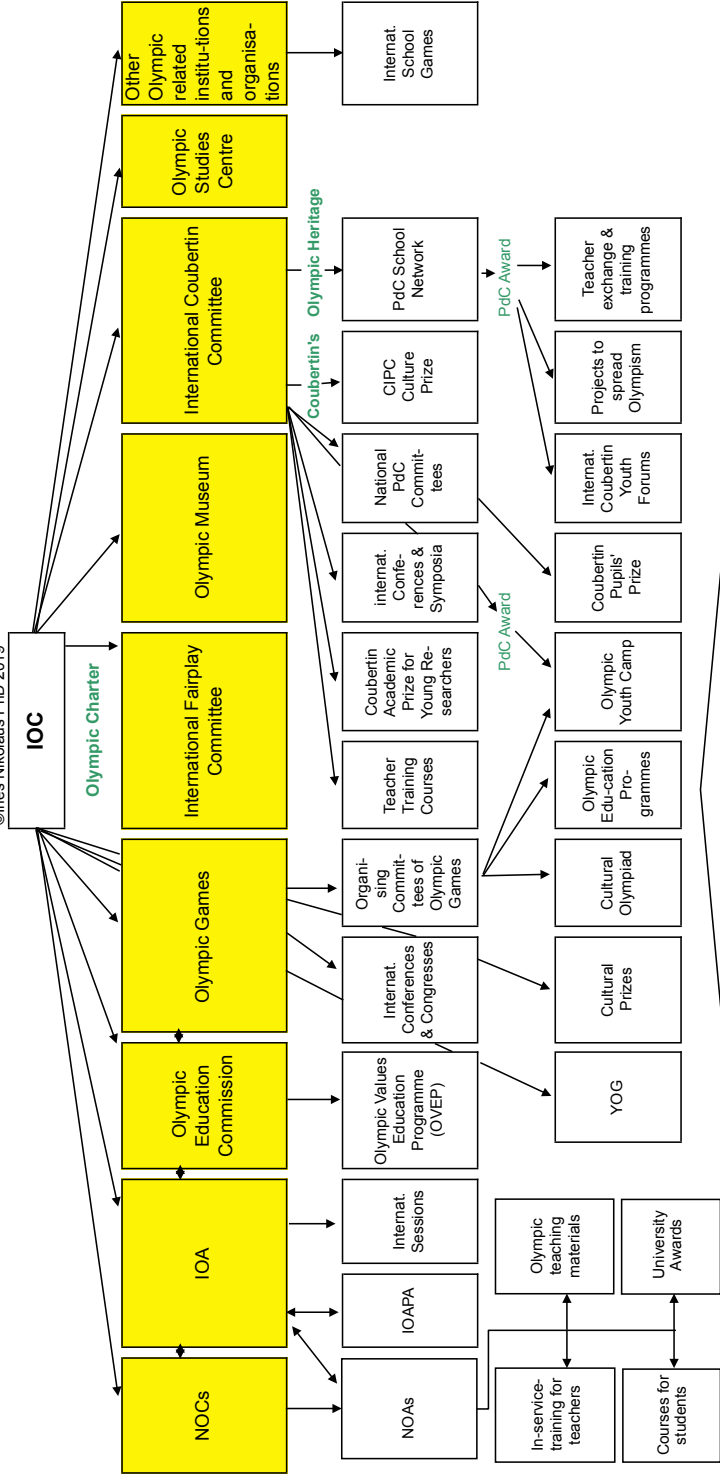 ©Ines Nikolaus PHD 2019
IOC
Olympic Charter
NOCs
IOA
Olympic
Education
Commission
Olympic Games
International Fairplay
Committee
Olympic Museum
International Coubertin
Committee
Olympic
Studies
Centre
Other
Olympic
related
institu-tions
and
organisa-
tions
Coubertin's Olympic Heritage
NOAs
IOAPA
Internat.
Sessions
Olympic Values
Education
Programme
(OVEP)
Internat.
Conferences
& Congresses
Organi-
sing
Commit-
tees of
Olympic
Games
Teacher
Training
Courses
Coubertin
Academic
Prize for
Young Re-
searchers
internat.
Confe-
rences &
Symposia
National
PdC
Commit-
tees
CIPC
Culture
Prize
PdC School
Network
Internat.
School
Games
PdC Award
PdC Award
In-service-
training for
teachers
Olympic
teaching
materials
YOG
Cultural
Prizes
Cultural
Olympiad
Olympic
Edu-cation
Pro-
grammes
Olympic
Youth Camp
Coubertin
Pupils'
Prize
Internat.
Coubertin
Youth
Forums
Projects to
spread
Olympism
Teacher
exchange &
training
programmes
Courses for
students
University
Awards